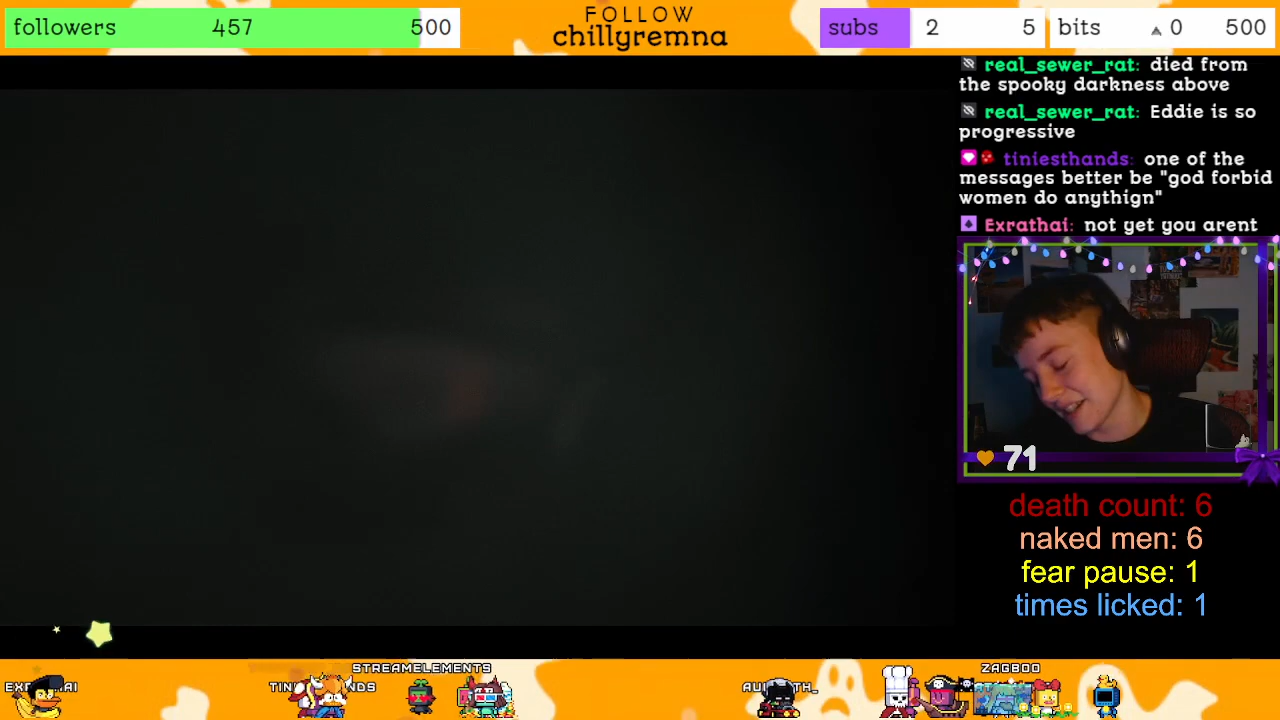 followers 457 500
FOLLOW
chillyremna
subs 2 5
bits 0 500
real_sewer_rat: died from
the spooky darkness above
real_sewer_rat: Eddie is so
progressive
tiniesthands: one of the
messages better be "god forbid
women do anythign"
Exrathai: not yet you arent
71
death count: 6
naked men: 6
fear pause: 1
times licked: 1
STREAMELEMENTS
ZAGBOO